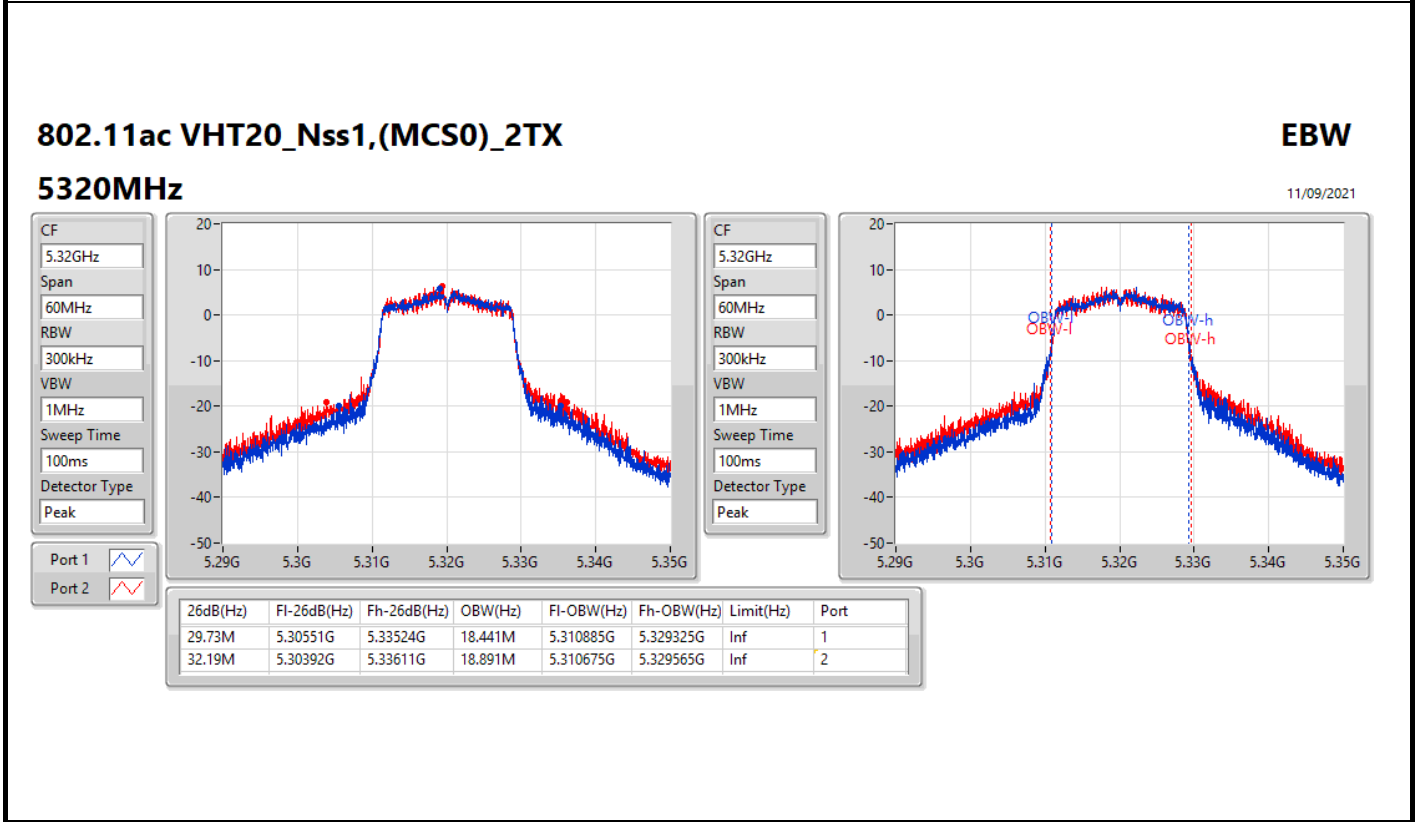 802.11ac VHT20_Nss1,(MCS0)_2TX
EBW
5320MHz
11/09/2021
CF
5.32GHz
Span
60MHz
RBW
300kHz
VBW
1MHz
Sweep Time
100ms
Detector Type
Peak
Port 1
Port 2
20
10
0
-10
-20
-30
-40
-50
5.29G 5.3G 5.31G 5.32G 5.33G 5.34G 5.35G
CF
5.32GHz
Span
60MHz
RBW
300kHz
VBW
1MHz
Sweep Time
100ms
Detector Type
Peak
20
10
0
-10
-20
-30
-40
-50
OBW-l
OBW-l
OBW-h
OBW-h
5.29G 5.3G 5.31G 5.32G 5.33G 5.34G 5.35G
26dB(Hz) Fl-26dB(Hz) Fh-26dB(Hz) OBW(Hz) Fl-OBW(Hz) Fh-OBW(Hz) Limit(Hz) Port
29.73M 5.30551G 5.33524G 18.441M 5.310885G 5.329325G Inf 1
32.19M 5.30392G 5.33611G 18.891M 5.310675G 5.329565G Inf 2